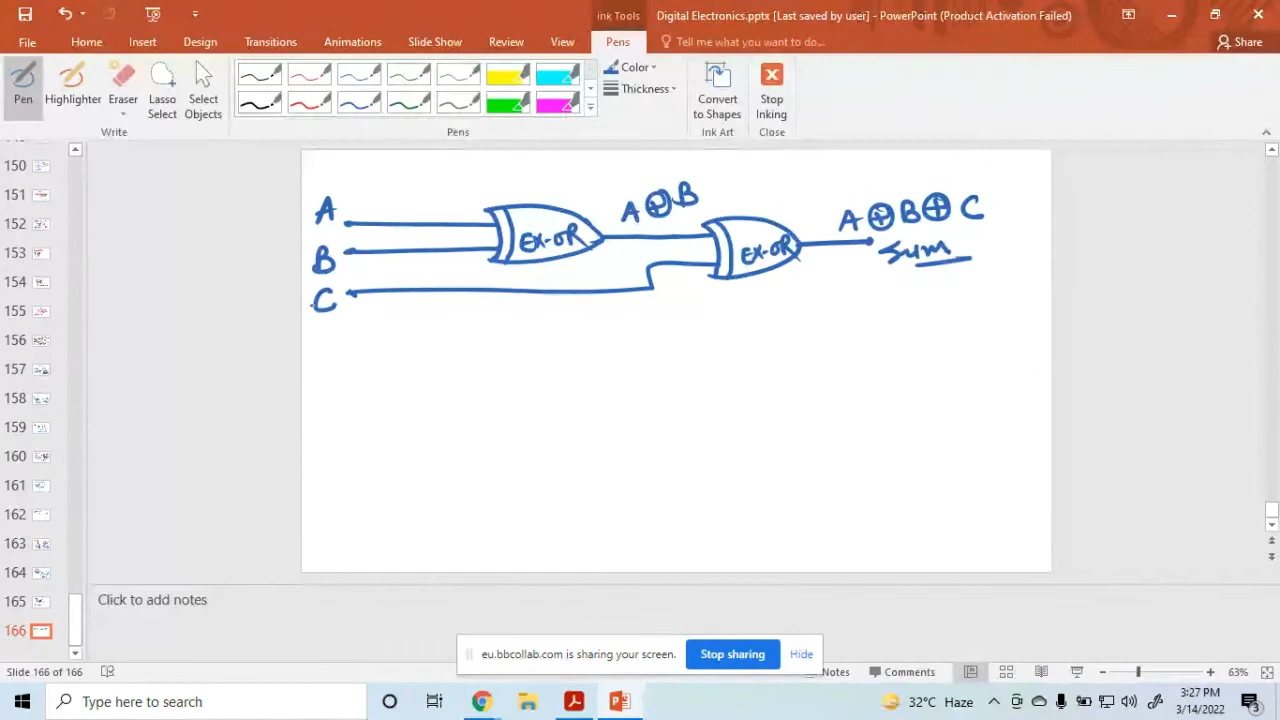 Ink Tools
Digital Electronics.pptx [Last saved by user] - PowerPoint (Product Activation Failed)
File Home Insert Design Transitions Animations Slide Show Review View Pens Tell me what you want to do... Share
Pen Highlighter Eraser Lasso Select Select Objects
Color
Thickness
Convert to Shapes
Stop Inking
Write Pens Ink Art Close
150
151
152
153
154
155
156
157
158
159
160
161
162
163
164
165
166
A
B
C
EX-OR
A ⊕ B
EX-OR
A ⊕ B ⊕ C
Sum
Click to add notes
eu.bbcollab.com is sharing your screen. Stop sharing Hide
Slide 166 of 166 Notes Comments 63%
Type here to search 32°C Haze 3:27 PM
3/14/2022
3